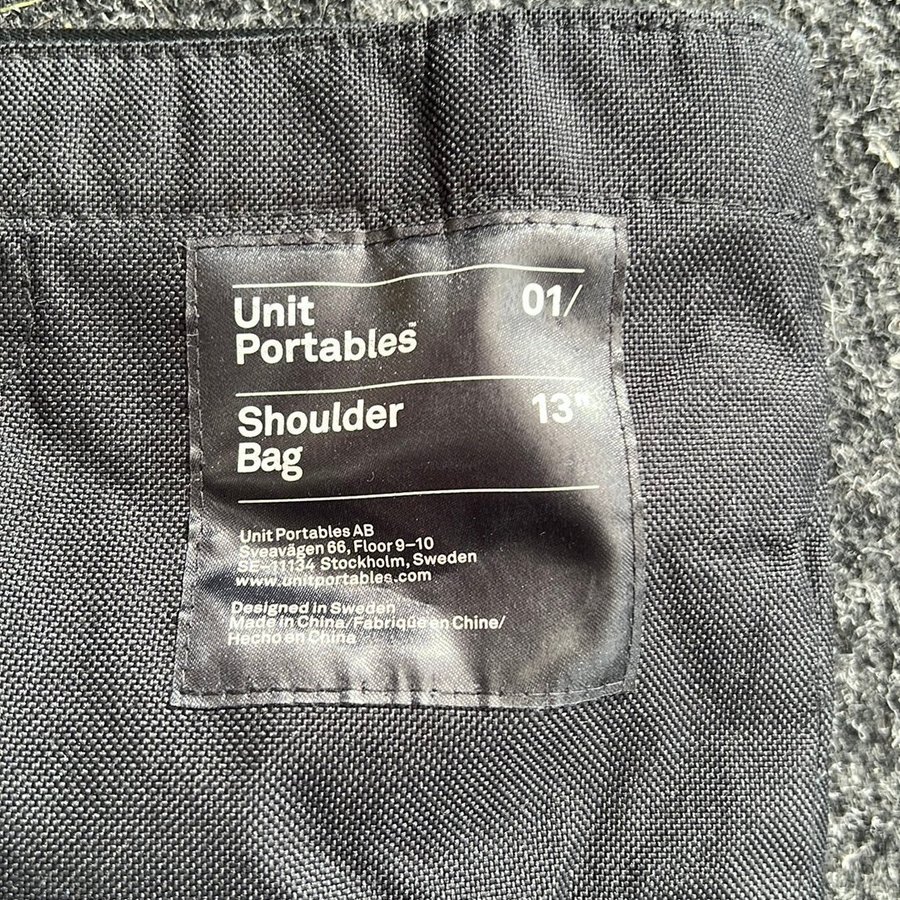 Unit 01/
Portables™
Shoulder 13"
Bag
Unit Portables AB
Sveavägen 66, Floor 9–10
SE–11134 Stockholm, Sweden
www.unitportables.com
Designed in Sweden
Made in China/Fabriqué en Chine/
Hecho en China